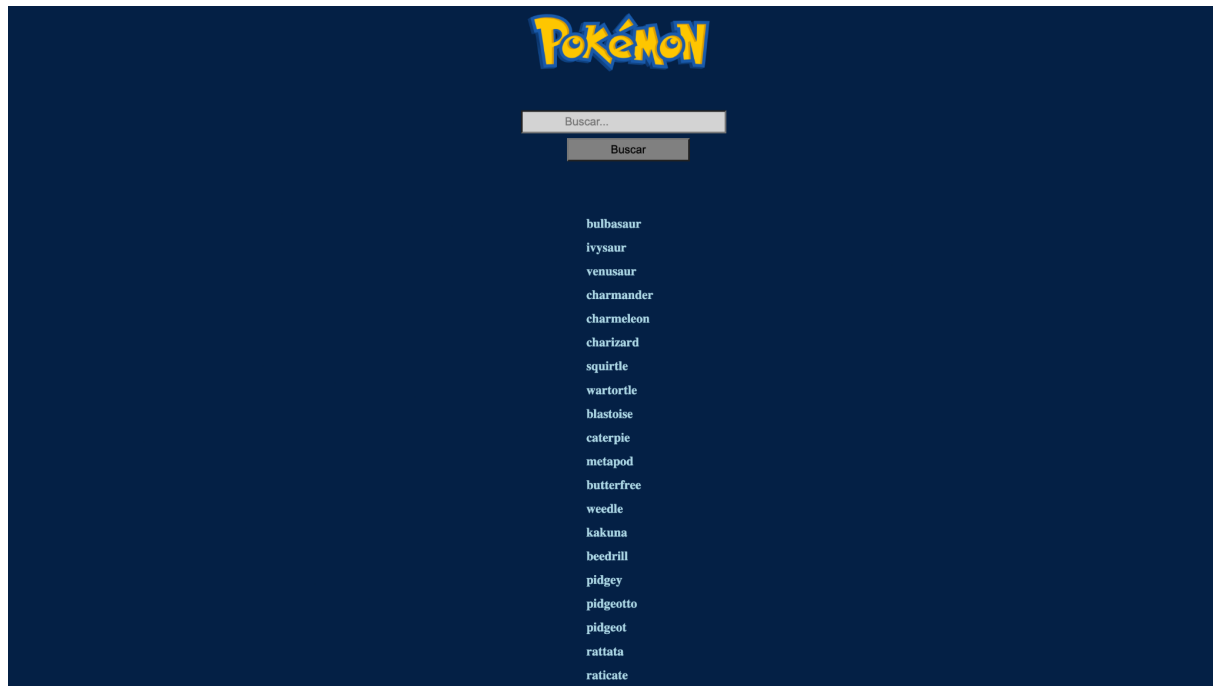 POKéMON
Buscar...
Buscar
bulbasaur
ivysaur
venusaur
charmander
charmeleon
charizard
squirtle
wartortle
blastoise
caterpie
metapod
butterfree
weedle
kakuna
beedrill
pidgey
pidgeotto
pidgeot
rattata
raticate